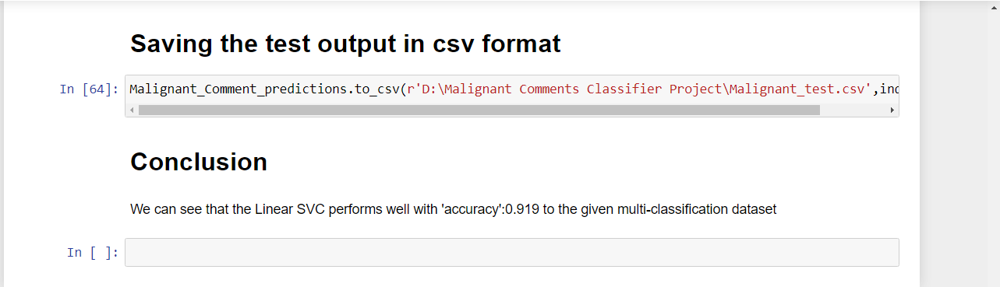 Saving the test output in csv format
In [64]: Malignant_Comment_predictions.to_csv(r'D:\Malignant Comments Classifier Project\Malignant_test.csv',ind
Conclusion
We can see that the Linear SVC performs well with 'accuracy':0.919 to the given multi-classification dataset
In [ ]: